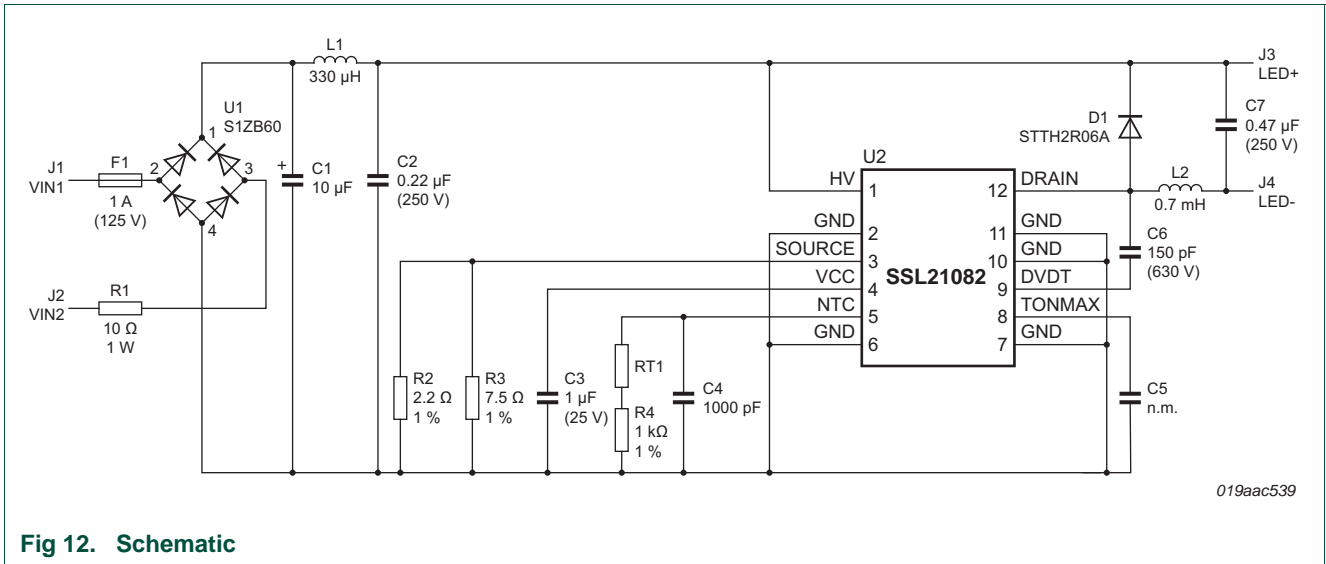 L1
330 µH
J3
LED+
U1
S1ZB60
1
2
3
4
J1
VIN1
F1
1 A
(125 V)
J2
VIN2
R1
10 Ω
1 W
+
C1
10 µF
C2
0.22 µF
(250 V)
D1
STTH2R06A
C7
0.47 µF
(250 V)
L2
0.7 mH
J4
LED-
U2
SSL21082
HV
1
GND
2
SOURCE
3
VCC
4
NTC
5
GND
6
12
DRAIN
11
GND
10
GND
9
DVDT
8
TONMAX
7
GND
C6
150 pF
(630 V)
R2
2.2 Ω
1 %
R3
7.5 Ω
1 %
C3
1 µF
(25 V)
RT1
R4
1 kΩ
1 %
C4
1000 pF
C5
n.m.
019aac539
Fig 12. Schematic